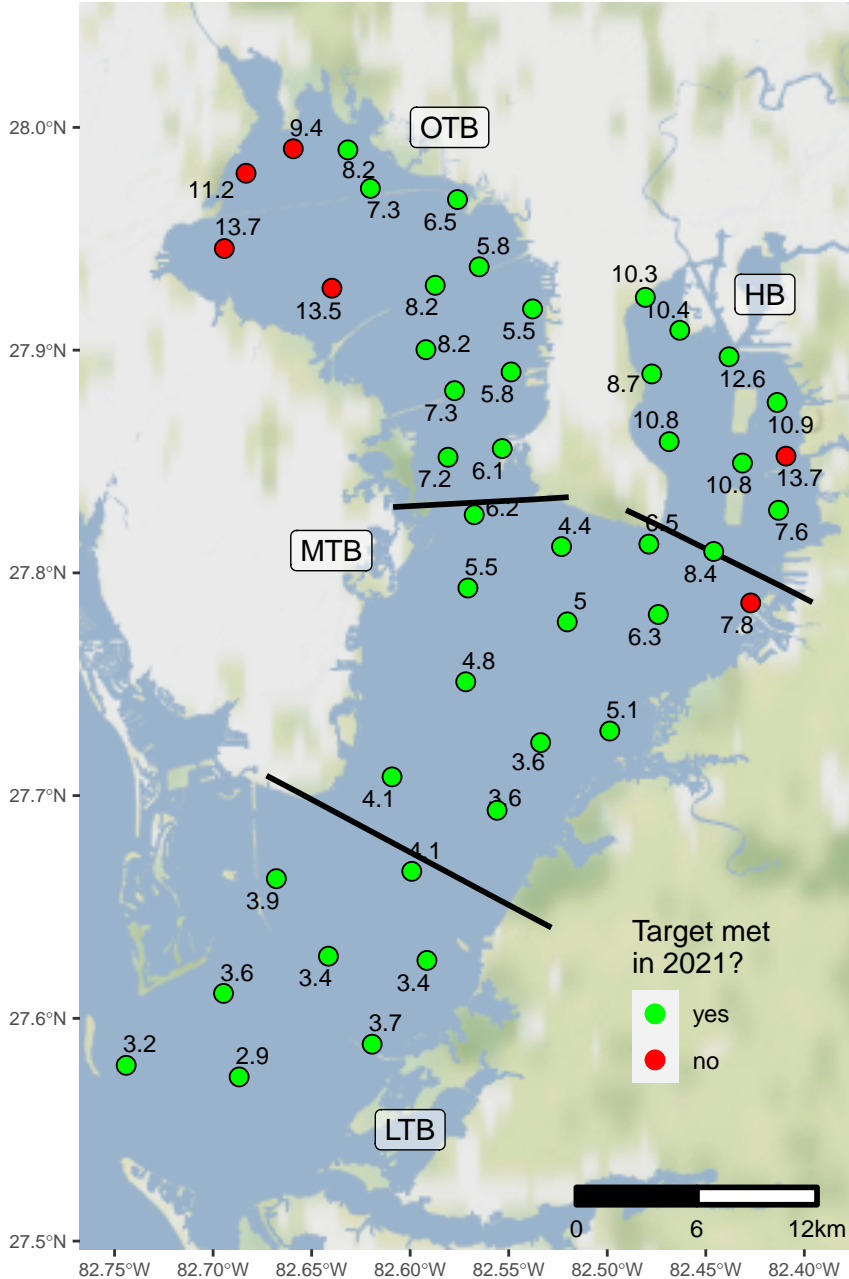 28.0°N
9.4
OTB
8.2
11.2
7.3
6.5
13.7
5.8
10.3
HB
8.2
13.5
10.4
5.5
27.9°N
8.2
12.6
5.8
8.7
7.3
10.9
10.8
7.2
6.1
10.8
13.7
6.2
6.5
7.6
4.4
MTB
8.4
27.8°N
5.5
5
7.8
6.3
4.8
5.1
3.6
27.7°N
4.1
3.6
4.1
3.9
Target met
in 2021?
3.6
3.4
3.4
yes
27.6°N
3.7
3.2
2.9
no
LTB
0 6 12km
27.5°N
82.75°W 82.70°W 82.65°W 82.60°W 82.55°W 82.50°W 82.45°W 82.40°W